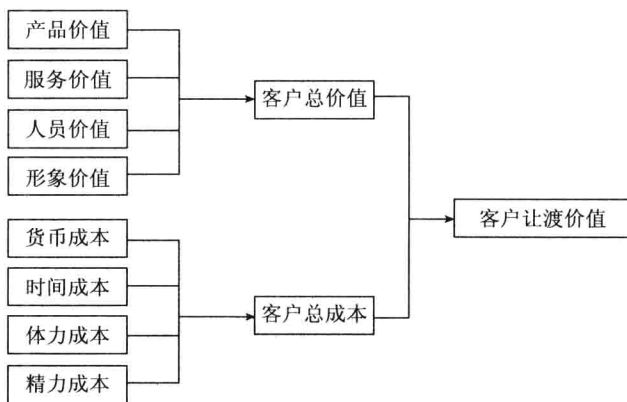 产品价值
服务价值
人员价值
形象价值
客户总价值
货币成本
时间成本
体力成本
精力成本
客户总成本
客户让渡价值